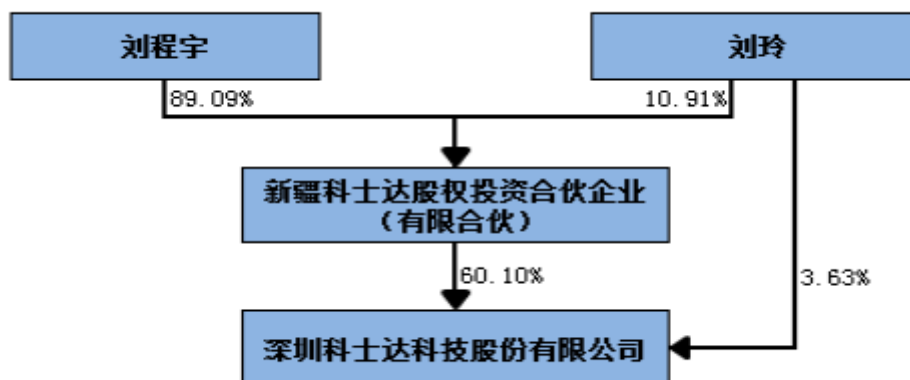 刘程宇
刘玲
89.09%
10.91%
新疆科士达股权投资合伙企业
（有限合伙）
60.10%
3.63%
深圳科士达科技股份有限公司